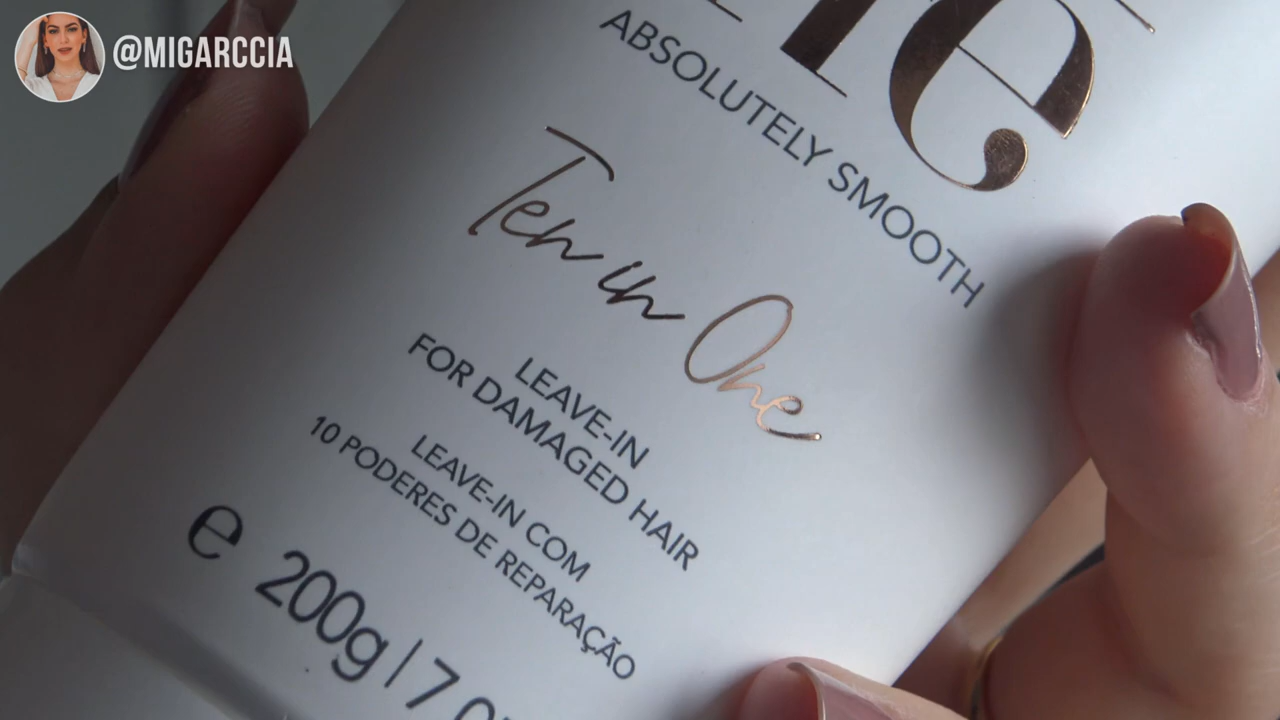 @MIGARCCIA
ABSOLUTELY SMOOTH
Ten in One
LEAVE-IN
FOR DAMAGED HAIR
LEAVE-IN COM
10 PODERES DE REPARAÇÃO
e 200g | 7